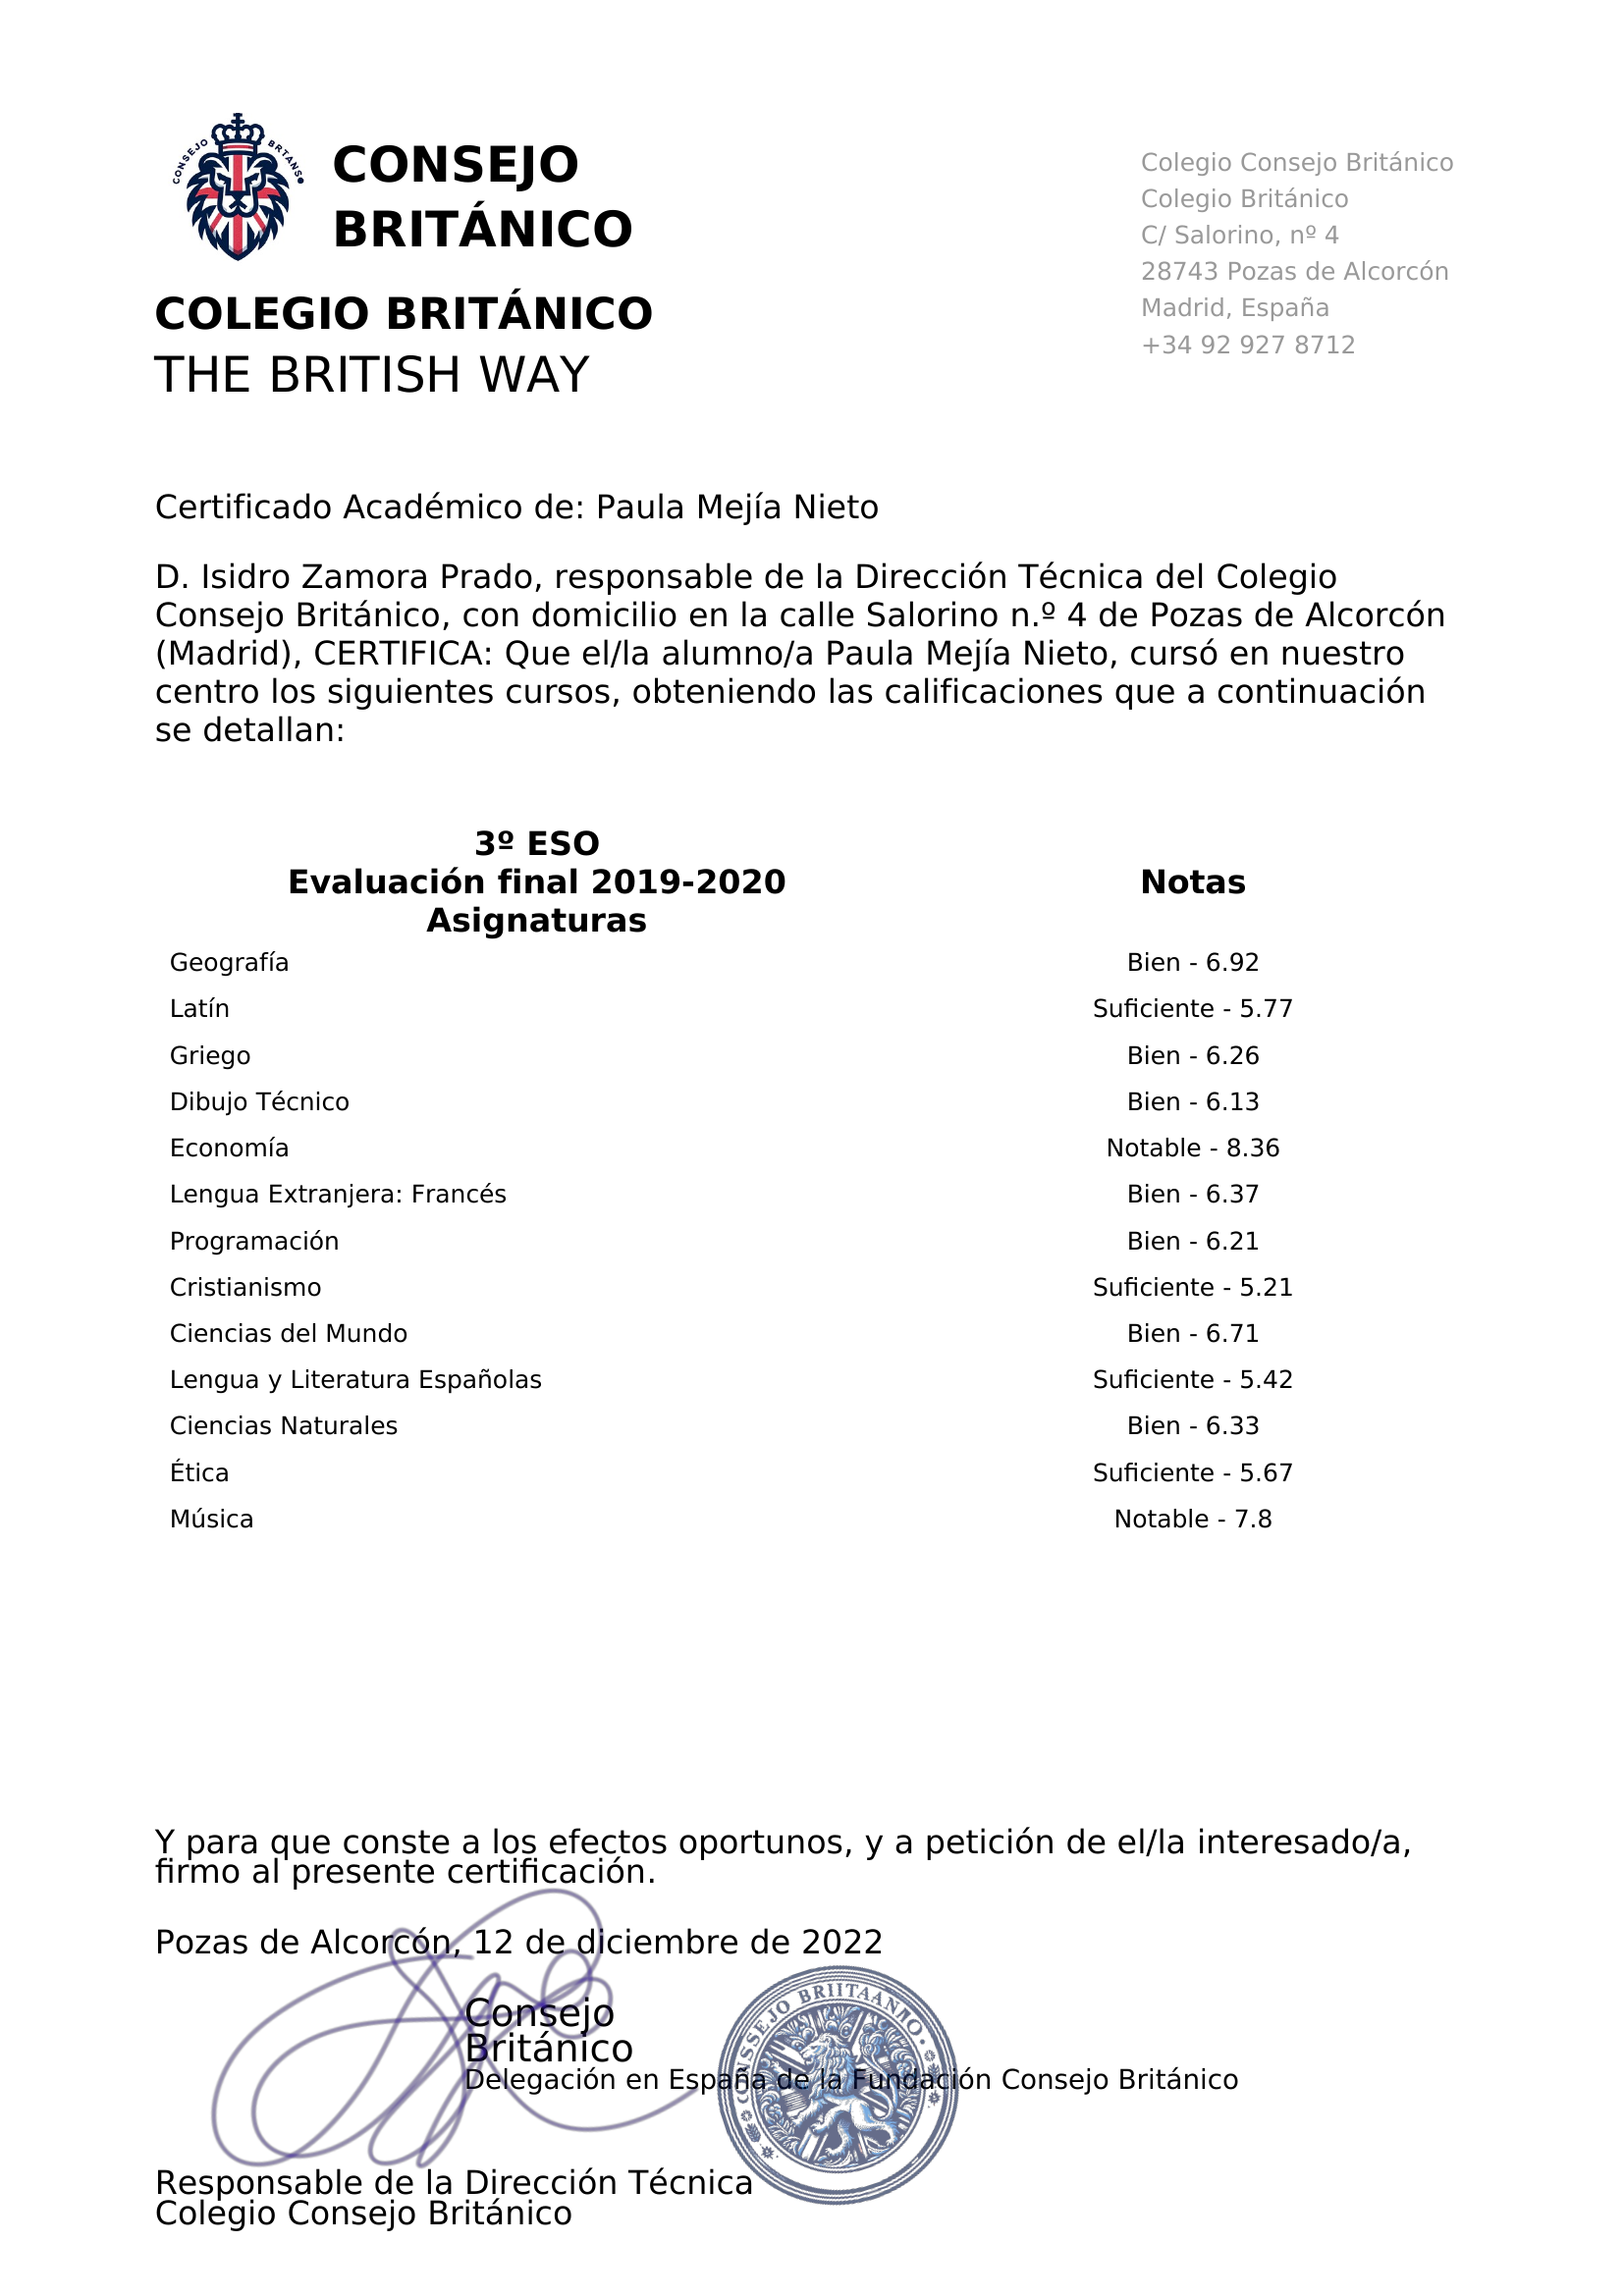 CONSEJO BRTANS
CONSEJO
BRITÁNICO
COLEGIO BRITÁNICO
THE BRITISH WAY
Colegio Consejo Británico
Colegio Británico
C/ Salorino, nº 4
28743 Pozas de Alcorcón
Madrid, España
+34 92 927 8712
Certificado Académico de: Paula Mejía Nieto
D. Isidro Zamora Prado, responsable de la Dirección Técnica del Colegio
Consejo Británico, con domicilio en la calle Salorino n.º 4 de Pozas de Alcorcón
(Madrid), CERTIFICA: Que el/la alumno/a Paula Mejía Nieto, cursó en nuestro
centro los siguientes cursos, obteniendo las calificaciones que a continuación
se detallan:
3º ESO
Evaluación final 2019-2020 Notas
Asignaturas
Geografía Bien - 6.92
Latín Suficiente - 5.77
Griego Bien - 6.26
Dibujo Técnico Bien - 6.13
Economía Notable - 8.36
Lengua Extranjera: Francés Bien - 6.37
Programación Bien - 6.21
Cristianismo Suficiente - 5.21
Ciencias del Mundo Bien - 6.71
Lengua y Literatura Españolas Suficiente - 5.42
Ciencias Naturales Bien - 6.33
Ética Suficiente - 5.67
Música Notable - 7.8
Y para que conste a los efectos oportunos, y a petición de el/la interesado/a,
firmo al presente certificación.
Pozas de Alcorcón, 12 de diciembre de 2022
Consejo
Británico
Delegación en España de la Fundación Consejo Británico
CONSSEJO BRIITAANNO
Responsable de la Dirección Técnica
Colegio Consejo Británico